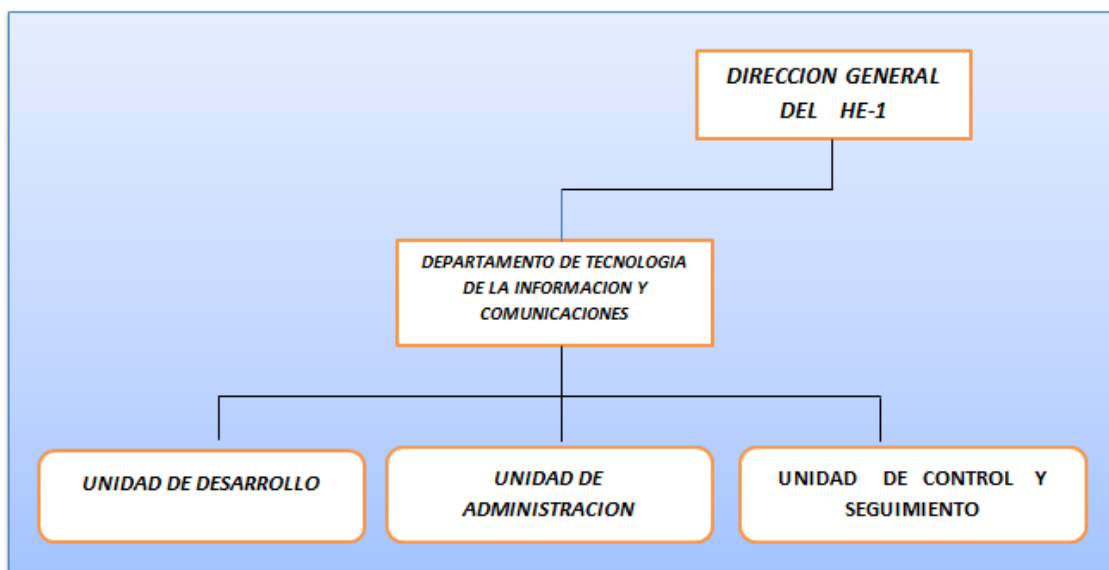 DIRECCION GENERAL
DEL HE-1
DEPARTAMENTO DE TECNOLOGIA
DE LA INFORMACION Y
COMUNICACIONES
UNIDAD DE DESARROLLO
UNIDAD DE
ADMINISTRACION
UNIDAD DE CONTROL Y
SEGUIMIENTO